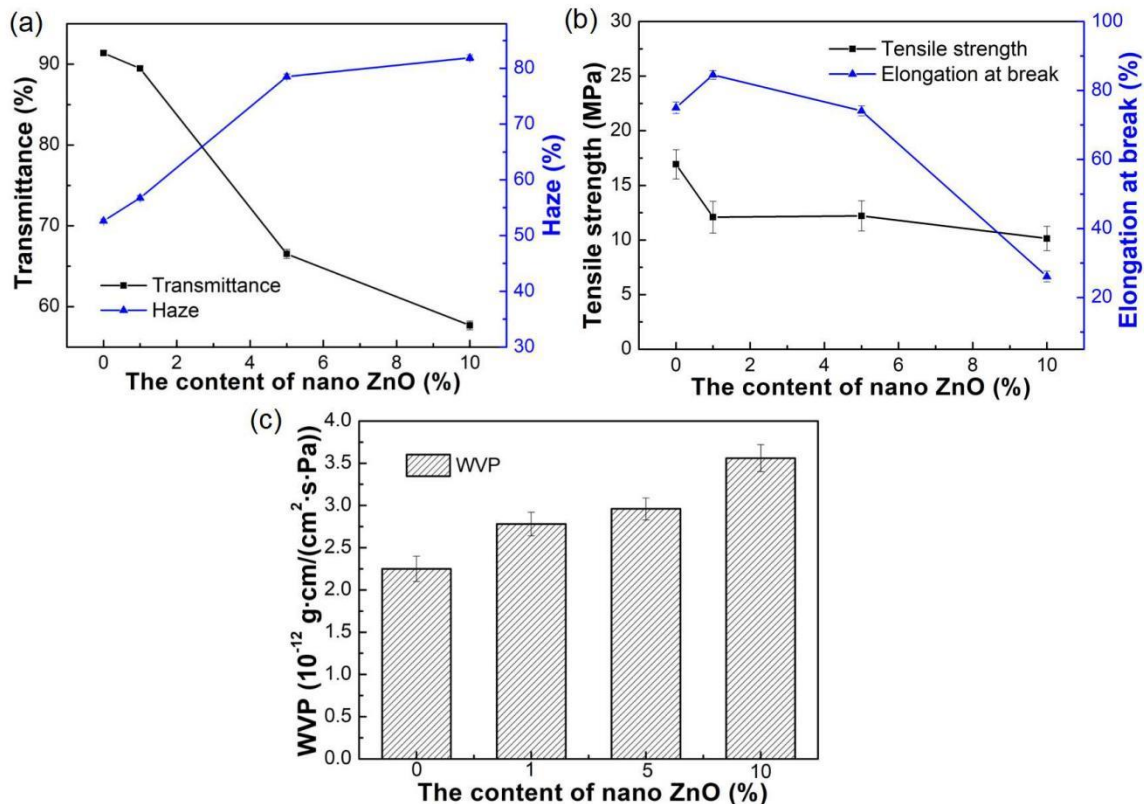 (a)
Transmittance (%)
90
80
70
60
Transmittance
Haze
80
70
60
50
40
30
Haze (%)
0 2 4 6 8 10
The content of nano ZnO (%)
(b)
Tensile strength (MPa)
30
25
20
15
10
5
0
Tensile strength
Elongation at break
100
80
60
40
20
Elongation at break (%)
0 2 4 6 8 10
The content of nano ZnO (%)
(c)
WVP (10⁻¹² g·cm/(cm²·s·Pa))
4.0
3.5
3.0
2.5
2.0
1.5
1.0
0.5
0.0
WVP
0 1 5 10
The content of nano ZnO (%)